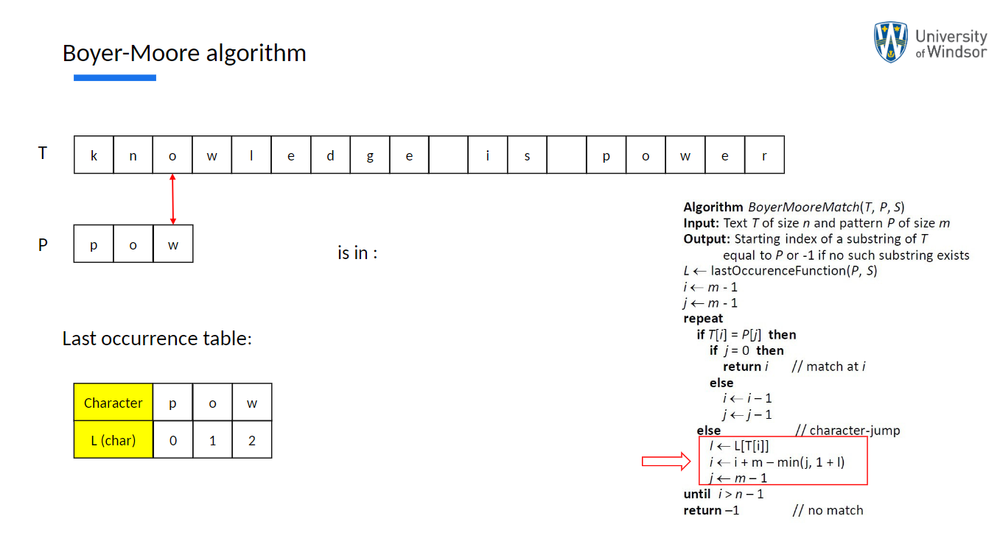 Boyer-Moore algorithm
University
of Windsor
T k n o w l e d g e i s p o w e r
P p o w
is in :
Last occurrence table:
Character p o w
L (char) 0 1 2
Algorithm BoyerMooreMatch(T, P, S)
Input: Text T of size n and pattern P of size m
Output: Starting index of a substring of T
equal to P or -1 if no such substring exists
L ← lastOccurenceFunction(P, S)
i ← m - 1
j ← m - 1
repeat
if T[i] = P[j] then
if j = 0 then
return i // match at i
else
i ← i – 1
j ← j – 1
else // character-jump
l ← L[T[i]]
i ← i + m – min(j, 1 + l)
j ← m – 1
until i > n – 1
return –1 // no match